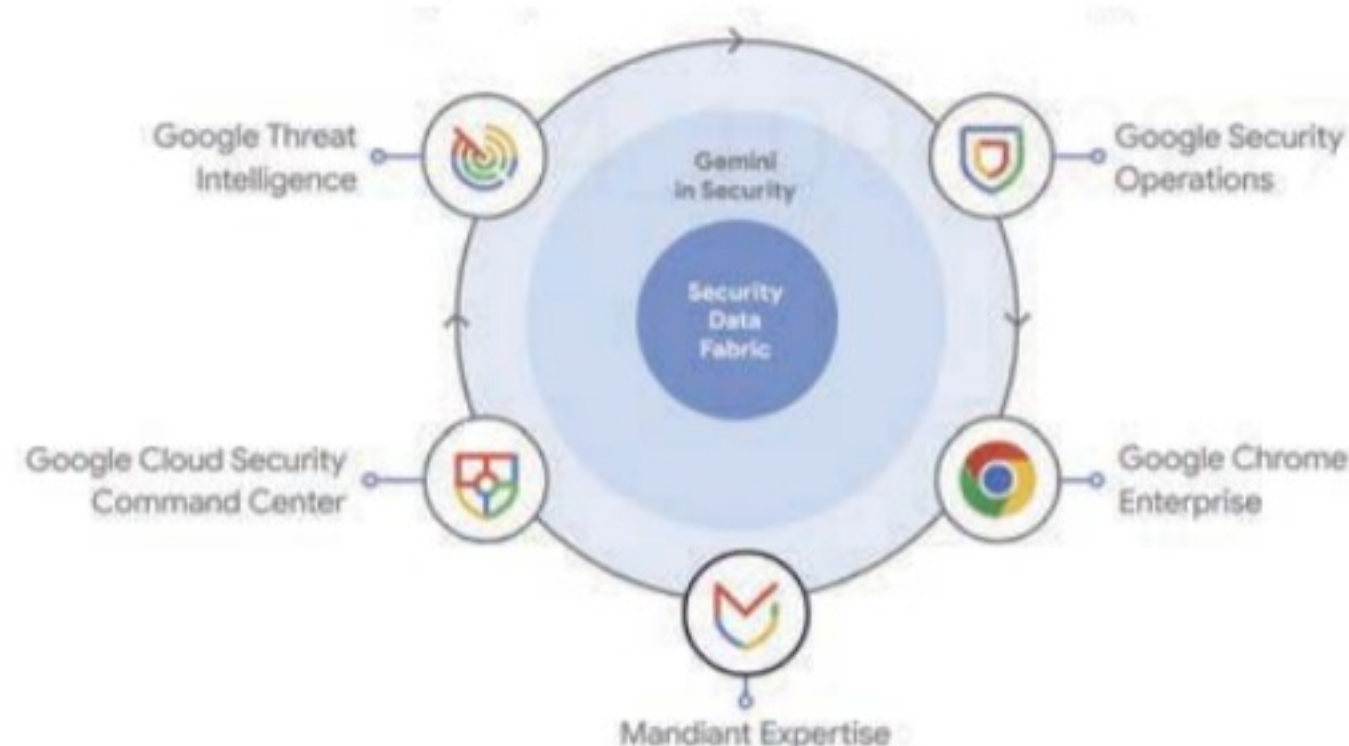 Google Threat
Intelligence
Google Security
Operations
Gemini
in Security
Security
Data
Fabric
Google Cloud Security
Command Center
Google Chrome
Enterprise
Mandiant Expertise